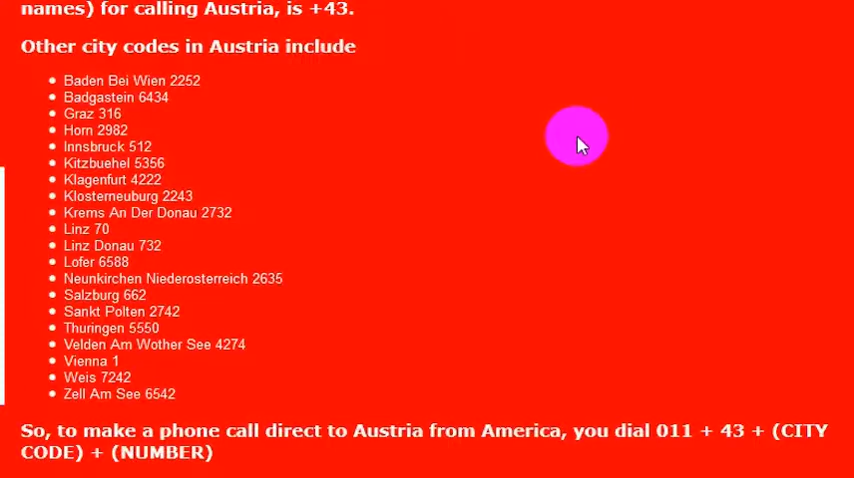 names) for calling Austria, is +43.
Other city codes in Austria include
Baden Bei Wien 2252
Badgastein 6434
Graz 316
Horn 2982
Innsbruck 512
Kitzbuehel 5356
Klagenfurt 4222
Klosterneuburg 2243
Krems An Der Donau 2732
Linz 70
Linz Donau 732
Lofer 6588
Neunkirchen Niederosterreich 2635
Salzburg 662
Sankt Polten 2742
Thuringen 5550
Velden Am Wother See 4274
Vienna 1
Weis 7242
Zell Am See 6542
So, to make a phone call direct to Austria from America, you dial 011 + 43 + (CITY
CODE) + (NUMBER)